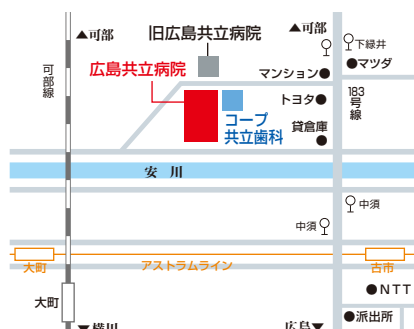 ▲可部
旧広島共立病院
▲可部
下緑井
広島共立病院
マンション●
●マツダ
可部線
トヨタ●
183号線
コープ
共立歯科
貸倉庫
●
安 川
中須
中須
大町
アストラムライン
古市
●NTT
大町
●派出所
▼横川
広島▼